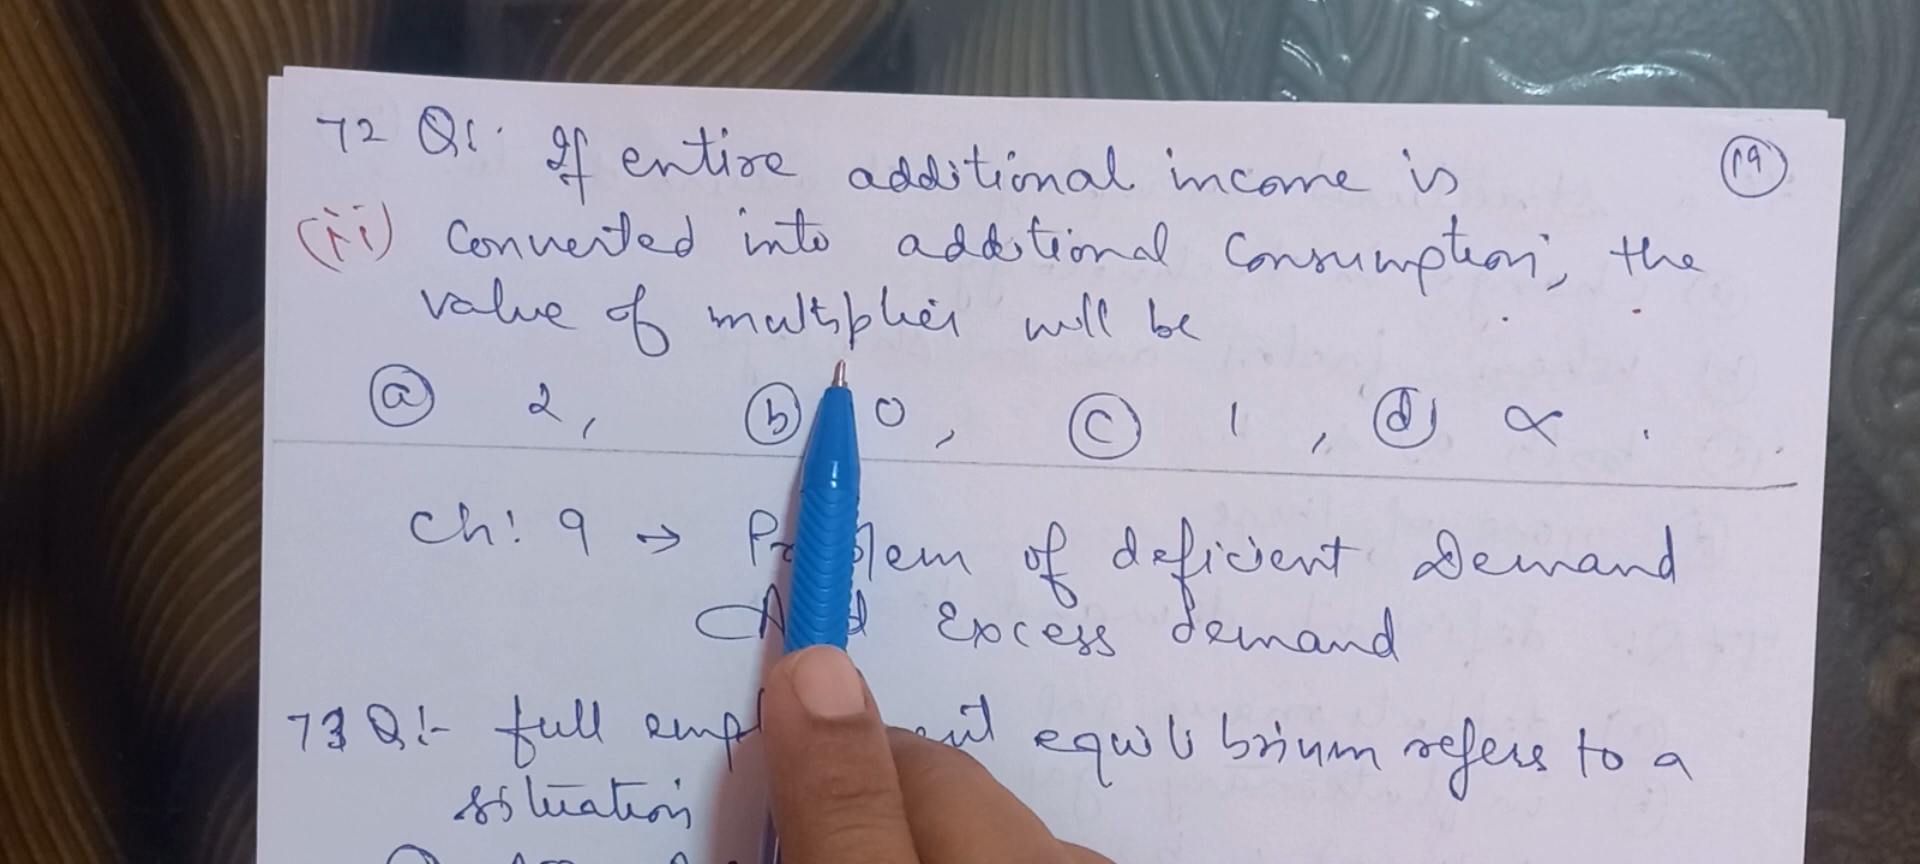 72 Q: If entire additional income is
(19)
(ii) Converted into additional Consumption, the
value of multiplier will be
(a) 2, (b) 0, (c) 1, (d) ∝.
Ch: 9 → of deficient Demand
Excess demand
73 Q:- full equilibrium refers to a
situation